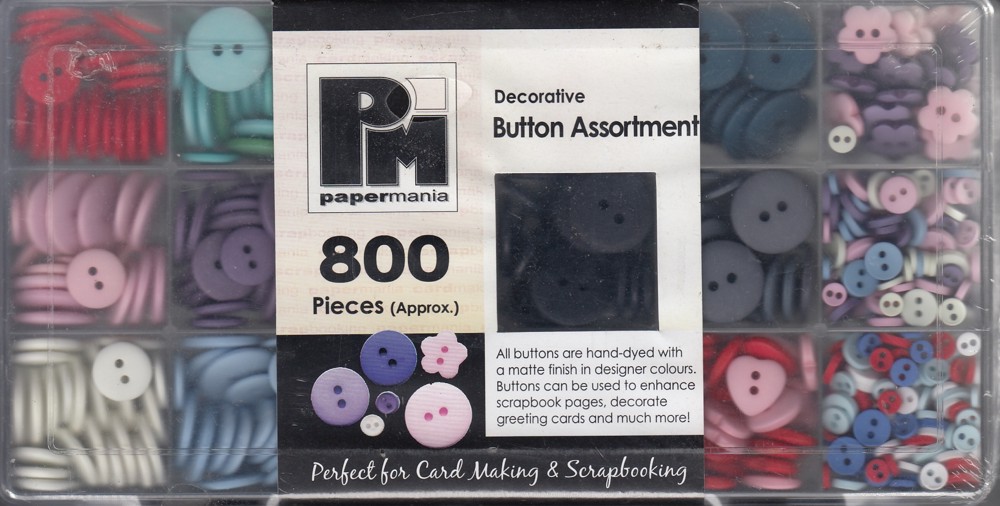 PM
papermania
800
Pieces (Approx.)
Decorative
Button Assortment
All buttons are hand-dyed with
a matte finish in designer colours.
Buttons can be used to enhance
scrapbook pages, decorate
greeting cards and much more!
Perfect for Card Making & Scrapbooking